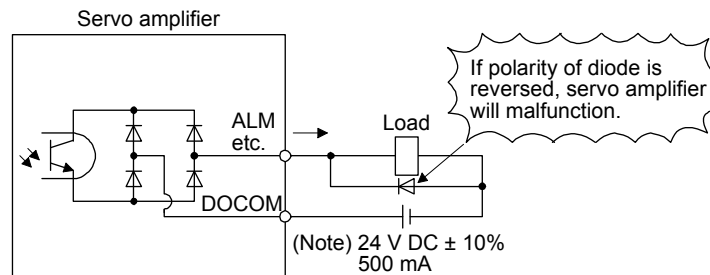 Servo amplifier
If polarity of diode is
reversed, servo amplifier
will malfunction.
ALM
etc.
Load
DOCOM
(Note) 24 V DC ± 10%
500 mA